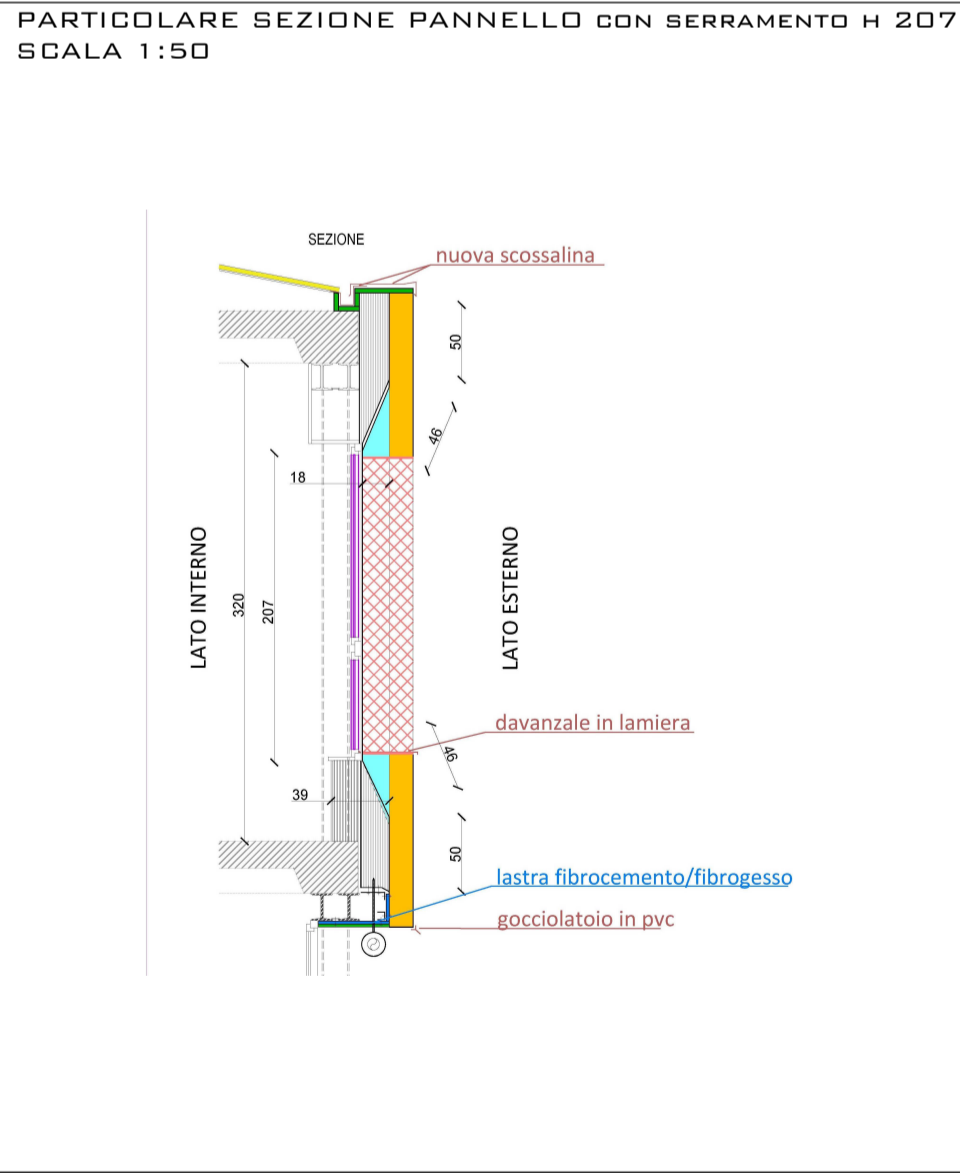 PARTICOLARE SEZIONE PANNELLO CON SERRAMENTO H 207
SCALA 1:50
SEZIONE
nuova scossalina
50
46
18
LATO INTERNO
320
207
LATO ESTERNO
davanzale in lamiera
46
39
50
lastra fibrocemento/fibrogesso
gocciolatoio in pvc